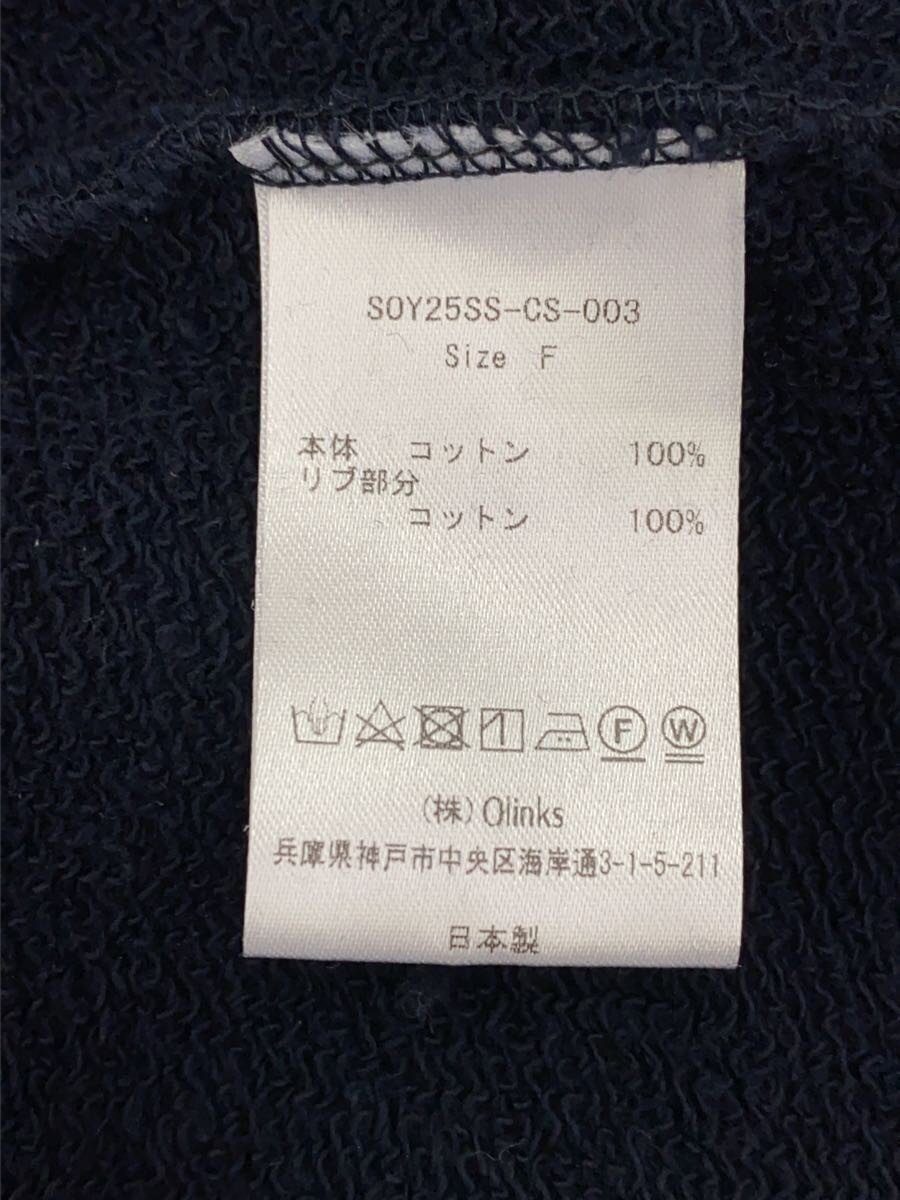 SOY25SS-CS-003
Size F
本体 コットン 100%
リブ部分
コットン 100%
F W
(株)Qlinks
兵庫県神戸市中央区海岸通3-1-5-211
日本製